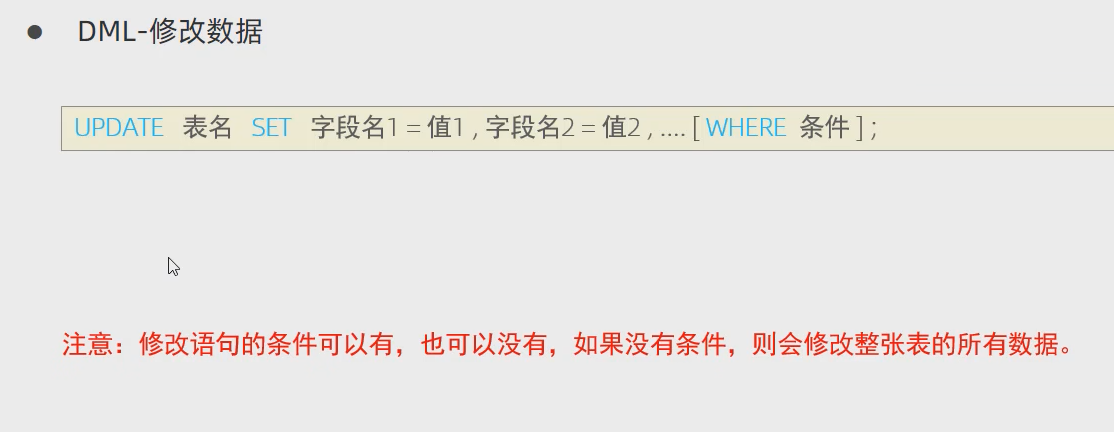 DML-修改数据
UPDATE 表名 SET 字段名1 = 值1 , 字段名2 = 值2 , .... [ WHERE 条件 ] ;
注意：修改语句的条件可以有，也可以没有，如果没有条件，则会修改整张表的所有数据。